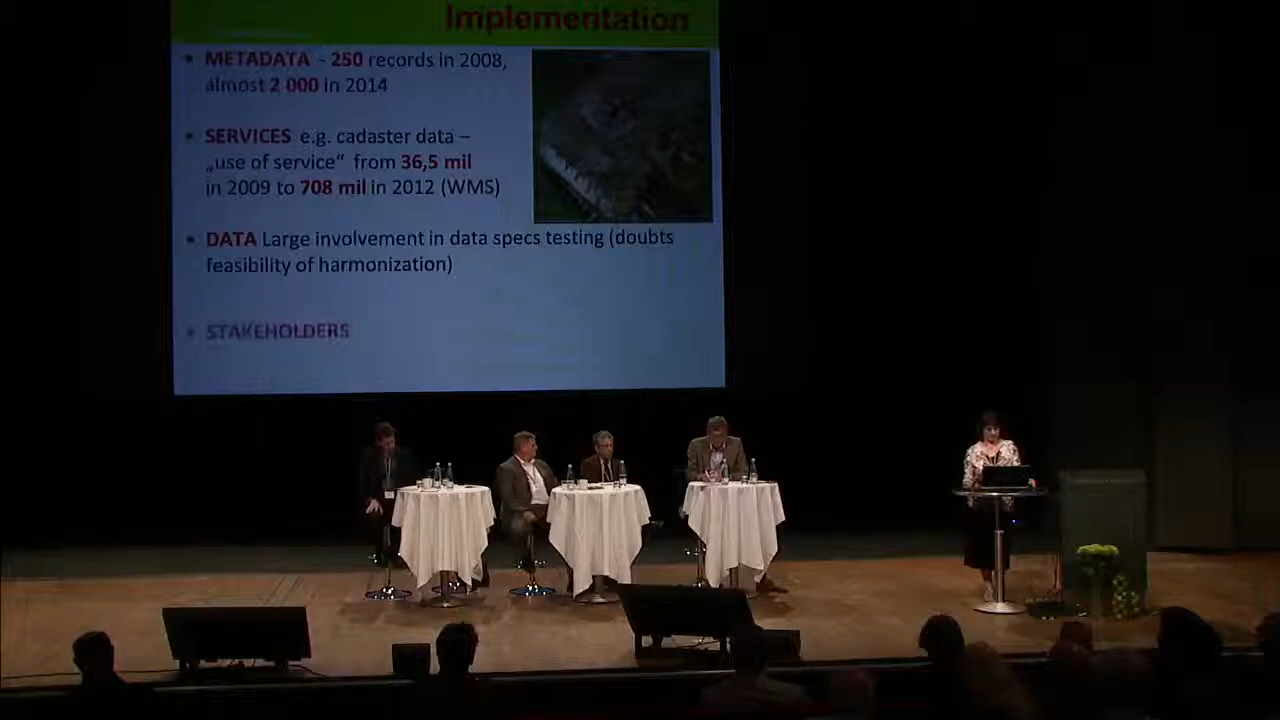 Implementation
• METADATA - 250 records in 2008,
almost 2 000 in 2014
• SERVICES e.g. cadaster data –
„use of service“ from 36,5 mil
in 2009 to 708 mil in 2012 (WMS)
• DATA Large involvement in data specs testing (doubts
feasibility of harmonization)
• STAKEHOLDERS